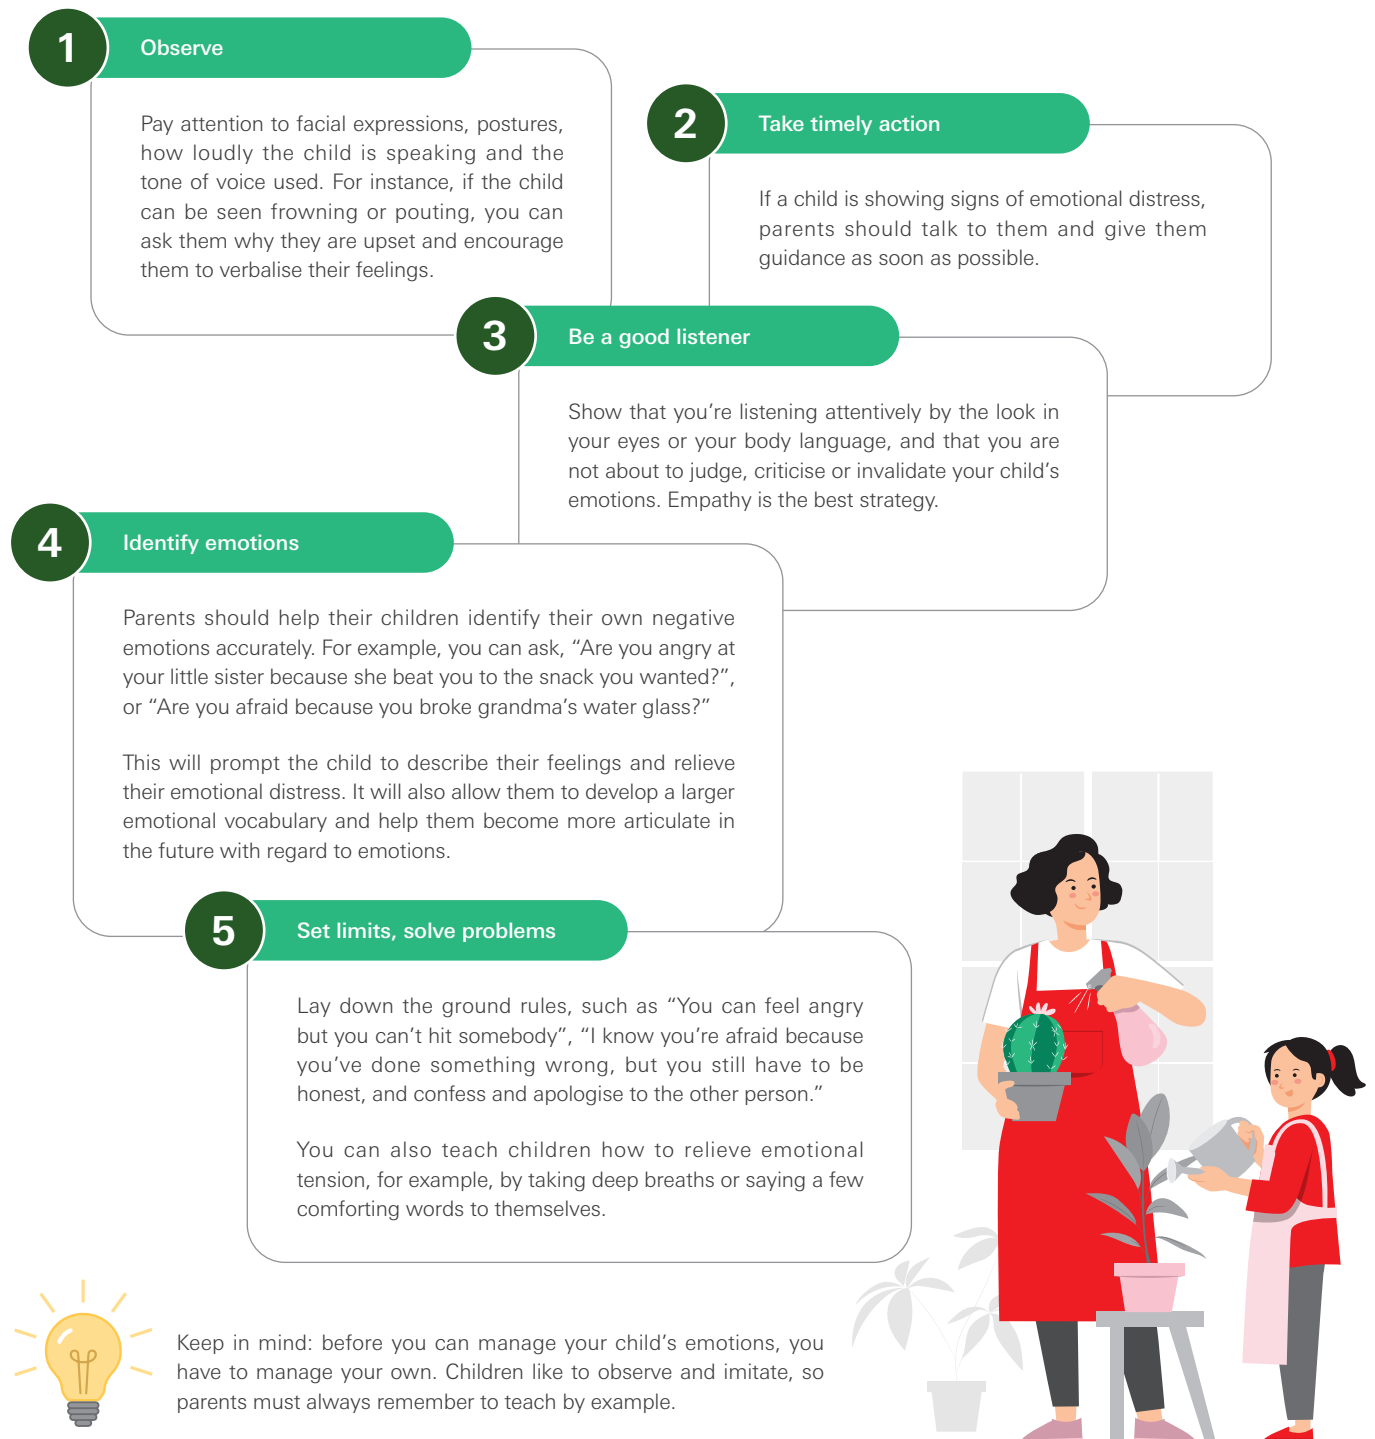 1
Observe
Pay attention to facial expressions, postures,
how loudly the child is speaking and the
tone of voice used. For instance, if the child
can be seen frowning or pouting, you can
ask them why they are upset and encourage
them to verbalise their feelings.
2
Take timely action
If a child is showing signs of emotional distress,
parents should talk to them and give them
guidance as soon as possible.
3
Be a good listener
Show that you’re listening attentively by the look in
your eyes or your body language, and that you are
not about to judge, criticise or invalidate your child’s
emotions. Empathy is the best strategy.
4
Identify emotions
Parents should help their children identify their own negative
emotions accurately. For example, you can ask, “Are you angry at
your little sister because she beat you to the snack you wanted?”,
or “Are you afraid because you broke grandma’s water glass?”
This will prompt the child to describe their feelings and relieve
their emotional distress. It will also allow them to develop a larger
emotional vocabulary and help them become more articulate in
the future with regard to emotions.
5
Set limits, solve problems
Lay down the ground rules, such as “You can feel angry
but you can’t hit somebody”, “I know you’re afraid because
you’ve done something wrong, but you still have to be
honest, and confess and apologise to the other person.”
You can also teach children how to relieve emotional
tension, for example, by taking deep breaths or saying a few
comforting words to themselves.
Keep in mind: before you can manage your child’s emotions, you
have to manage your own. Children like to observe and imitate, so
parents must always remember to teach by example.